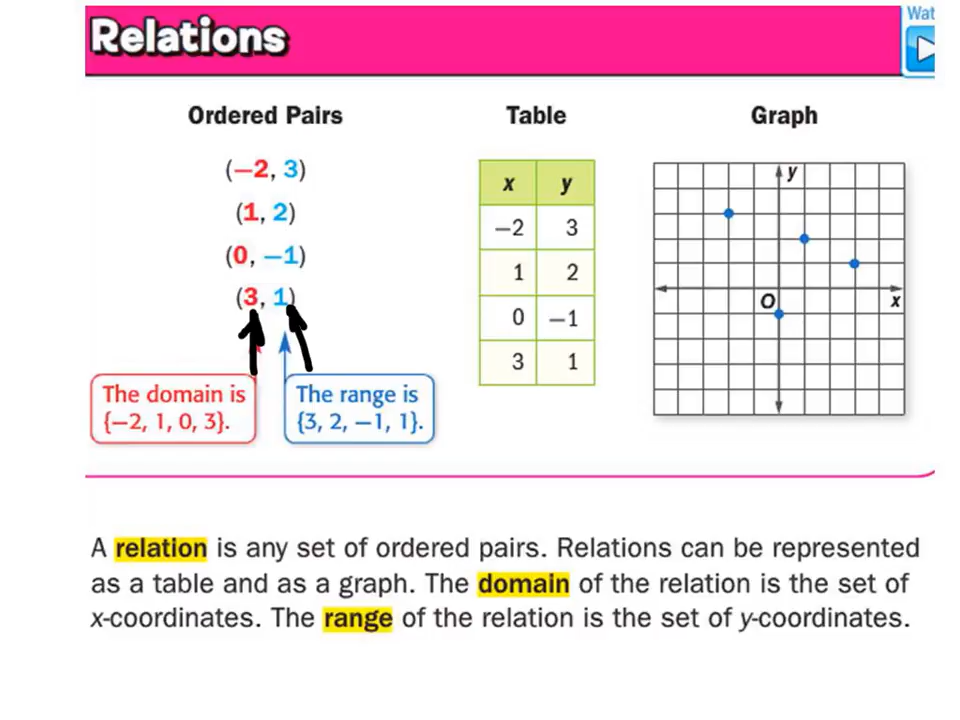 Relations
Wat
Ordered Pairs
(−2, 3)
(1, 2)
(0, −1)
(3, 1)
The domain is
{−2, 1, 0, 3}.
The range is
{3, 2, −1, 1}.
Table
x y
−2 3
1 2
0 −1
3 1
Graph
y
O
x
A relation is any set of ordered pairs. Relations can be represented
as a table and as a graph. The domain of the relation is the set of
x-coordinates. The range of the relation is the set of y-coordinates.